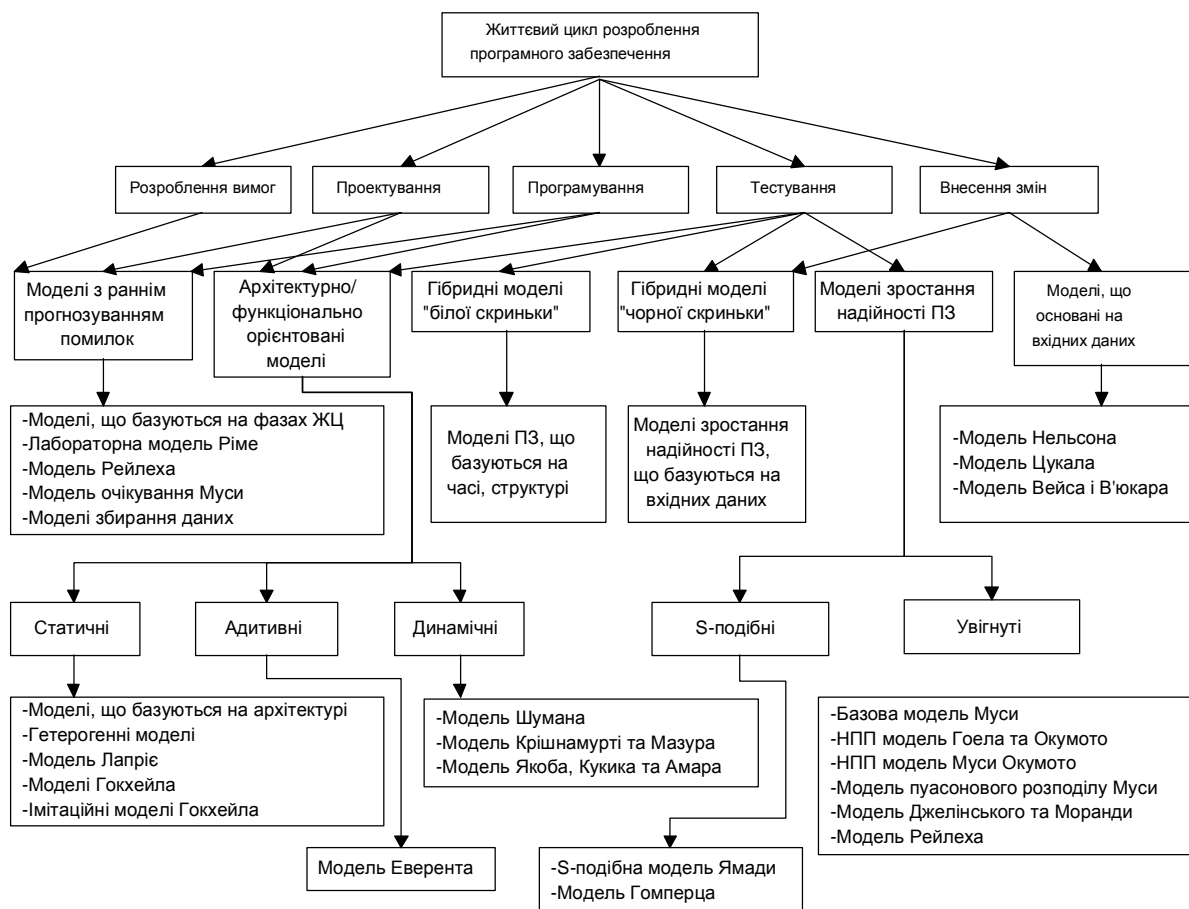 Життєвий цикл розроблення
програмного забезпечення
Розроблення вимог
Проектування
Програмування
Тестування
Внесення змін
Моделі з раннім
прогнозуванням
помилок
Архітектурно/
функціонально
орієнтовані
моделі
Гібридні моделі
"білої скриньки"
Гібридні моделі
"чорної скриньки"
Моделі зростання
надійності ПЗ
Моделі, що
основані на
вхідних даних
-Моделі, що базуються на фазах ЖЦ
-Лабораторна модель Ріме
-Модель Рейлеха
-Модель очікування Муси
-Моделі збирання даних
Моделі ПЗ, що
базуються на
часі, структурі
Моделі зростання
надійності ПЗ,
що базуються на
вхідних даних
-Модель Нельсона
-Модель Цукала
-Модель Вейса і В'юкара
Статичні
Адитивні
Динамічні
S-подібні
Увігнуті
-Моделі, що базуються на архітектурі
-Гетерогенні моделі
-Модель Лапріє
-Моделі Гокхейла
-Імітаційні моделі Гокхейла
-Модель Шумана
-Модель Крішнамурті та Мазура
-Модель Якоба, Кукика та Амара
-Базова модель Муси
-НПП модель Гоела та Окумото
-НПП модель Муси Окумото
-Модель пуасонового розподілу Муси
-Модель Джелінського та Моранди
-Модель Рейлеха
Модель Еверента
-S-подібна модель Ямади
-Модель Гомперца